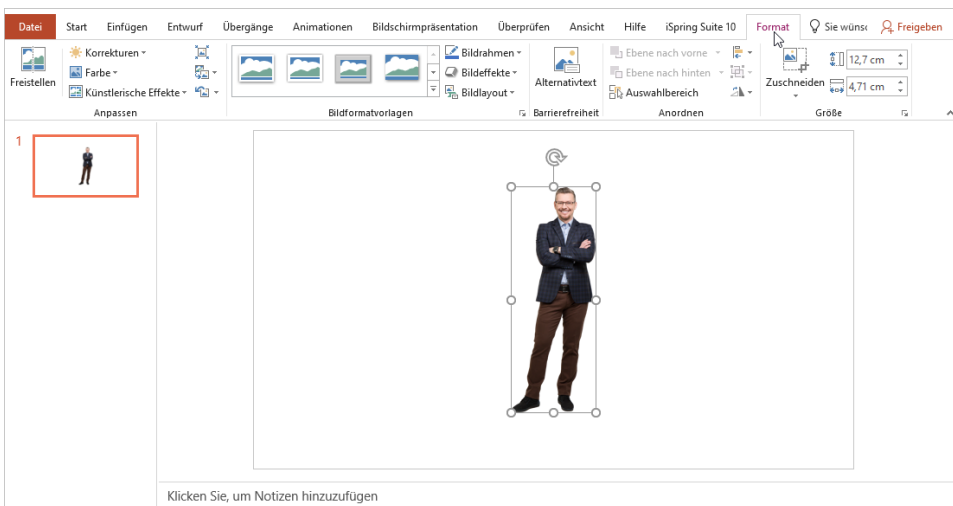 Datei Start Einfügen Entwurf Übergänge Animationen Bildschirmpräsentation Überprüfen Ansicht Hilfe iSpring Suite 10 Format Sie wünsc Freigeben
Freistellen
Korrekturen
Farbe
Künstlerische Effekte
Anpassen
Bildrahmen
Bildeffekte
Bildlayout
Bildformatvorlagen
Alternativtext
Barrierefreiheit
Ebene nach vorne
Ebene nach hinten
Auswahlbereich
Anordnen
Zuschneiden
12,7 cm
4,71 cm
Größe
1
Klicken Sie, um Notizen hinzuzufügen